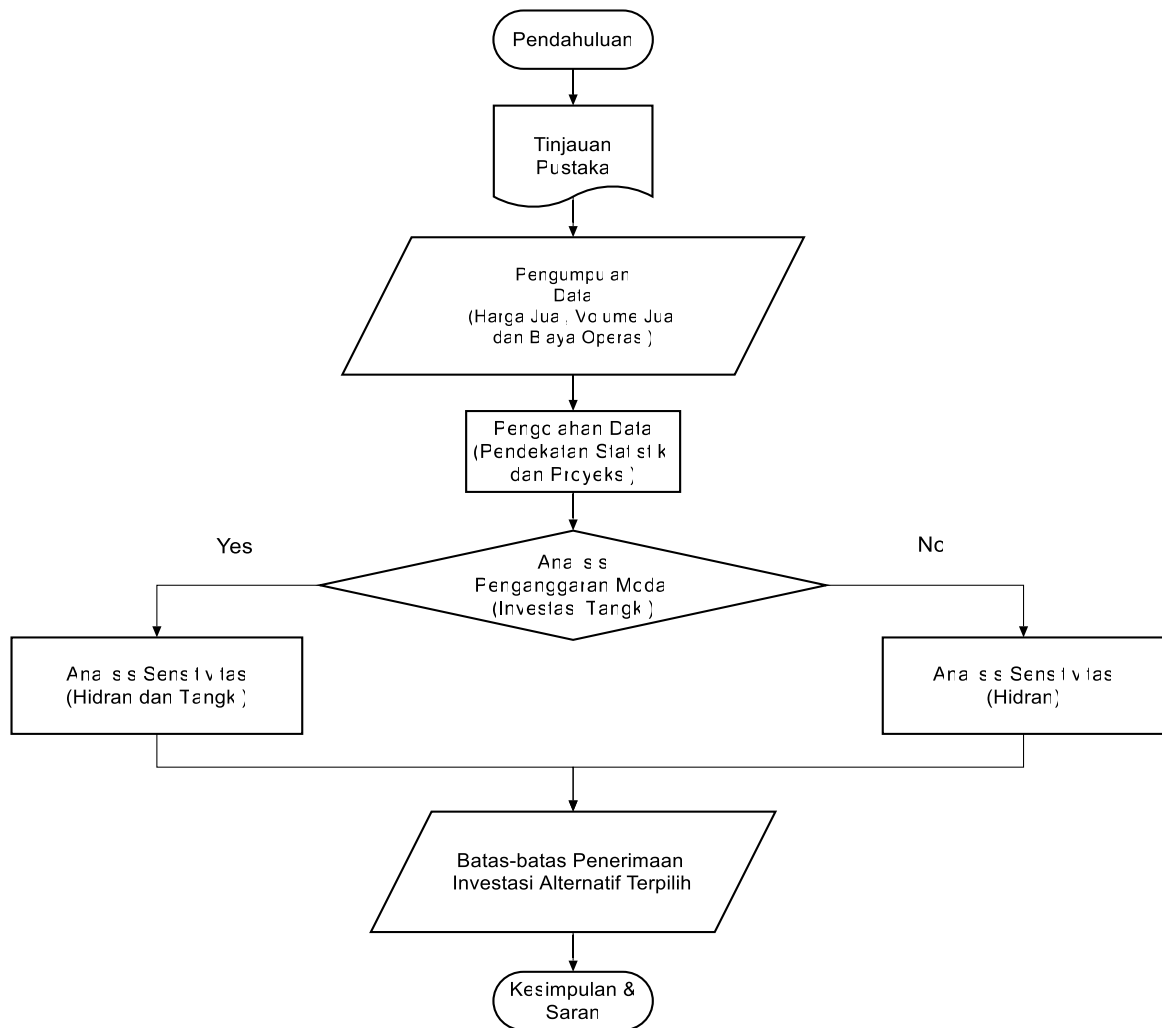 Pendahuluan
Tinjauan
Pustaka
Pengumpu an
Data
(Harga Jua , Vo ume Jua
dan B aya Operas )
Pengo ahan Data
(Pendekatan Stat st k
dan Proyeks )
Yes
No
Ana s s
Penganggaran Moda
(Investas Tangk )
Ana s s Sens t v tas
(Hidran dan Tangk )
Ana s s Sens t v tas
(Hidran)
Batas-batas Penerimaan
Investasi Alternatif Terpilih
Kesimpulan &
Saran